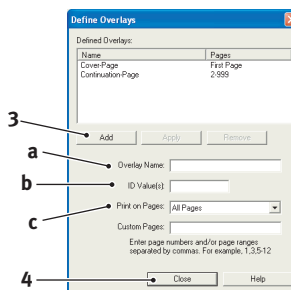 Define Overlays
Defined Overlays:
Name Pages
Cover-Page First Page
Continuation-Page 2-999
3 Add Apply Remove
a Overlay Name:
b ID Value(s):
c Print on Pages: All Pages
Custom Pages:
Enter page numbers and/or page ranges
separated by commas. For example, 1,3,5-12
4 Close Help